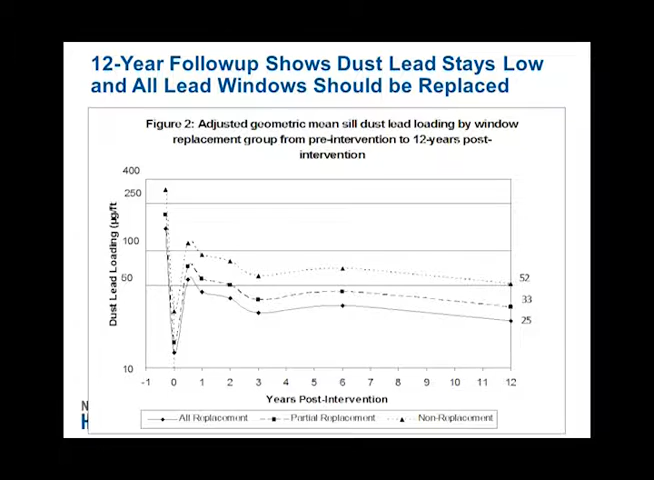 12-Year Followup Shows Dust Lead Stays Low
and All Lead Windows Should be Replaced
Figure 2: Adjusted geometric mean sill dust lead loading by window
replacement group from pre-intervention to 12-years post-
intervention
Dust Lead Loading (µg/ft
400
250
100
50
10
52
33
25
-1 0 1 2 3 4 5 6 7 8 9 10 11 12
Years Post-Intervention
All Replacement Partial Replacement Non-Replacement
N
H